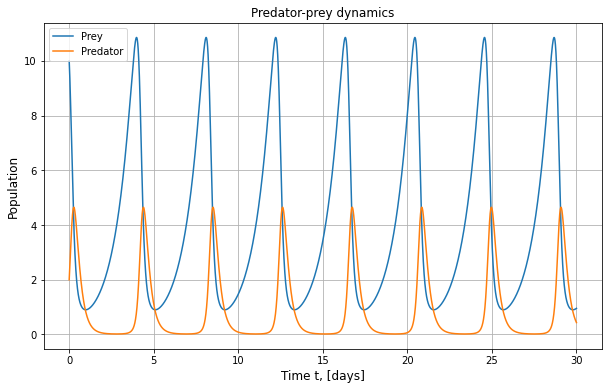 Predator-prey dynamics
Prey
Predator
Population
10
8
6
4
2
0
0 5 10 15 20 25 30
Time t, [days]